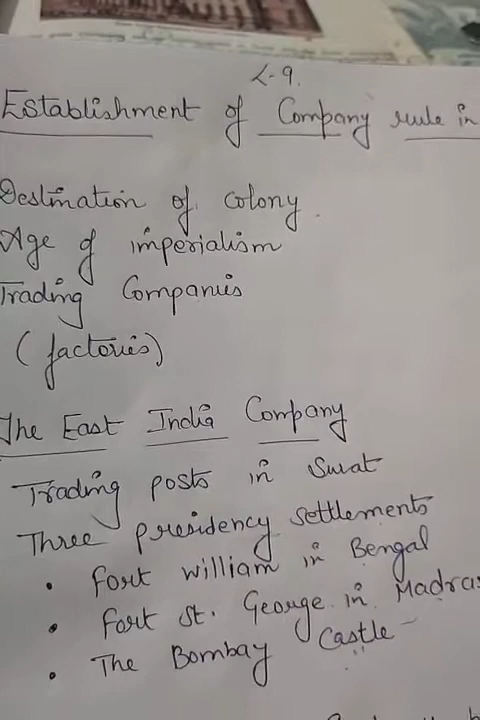 L-9.
Establishment of Company rule in
Destination of colony.
Age of imperialism
Trading Companies
(factories)
The East India Company
Trading posts in Surat
Three presidency settlements
• Fort william in Bengal
• Fort St. George in Madras
• The Bombay Castle